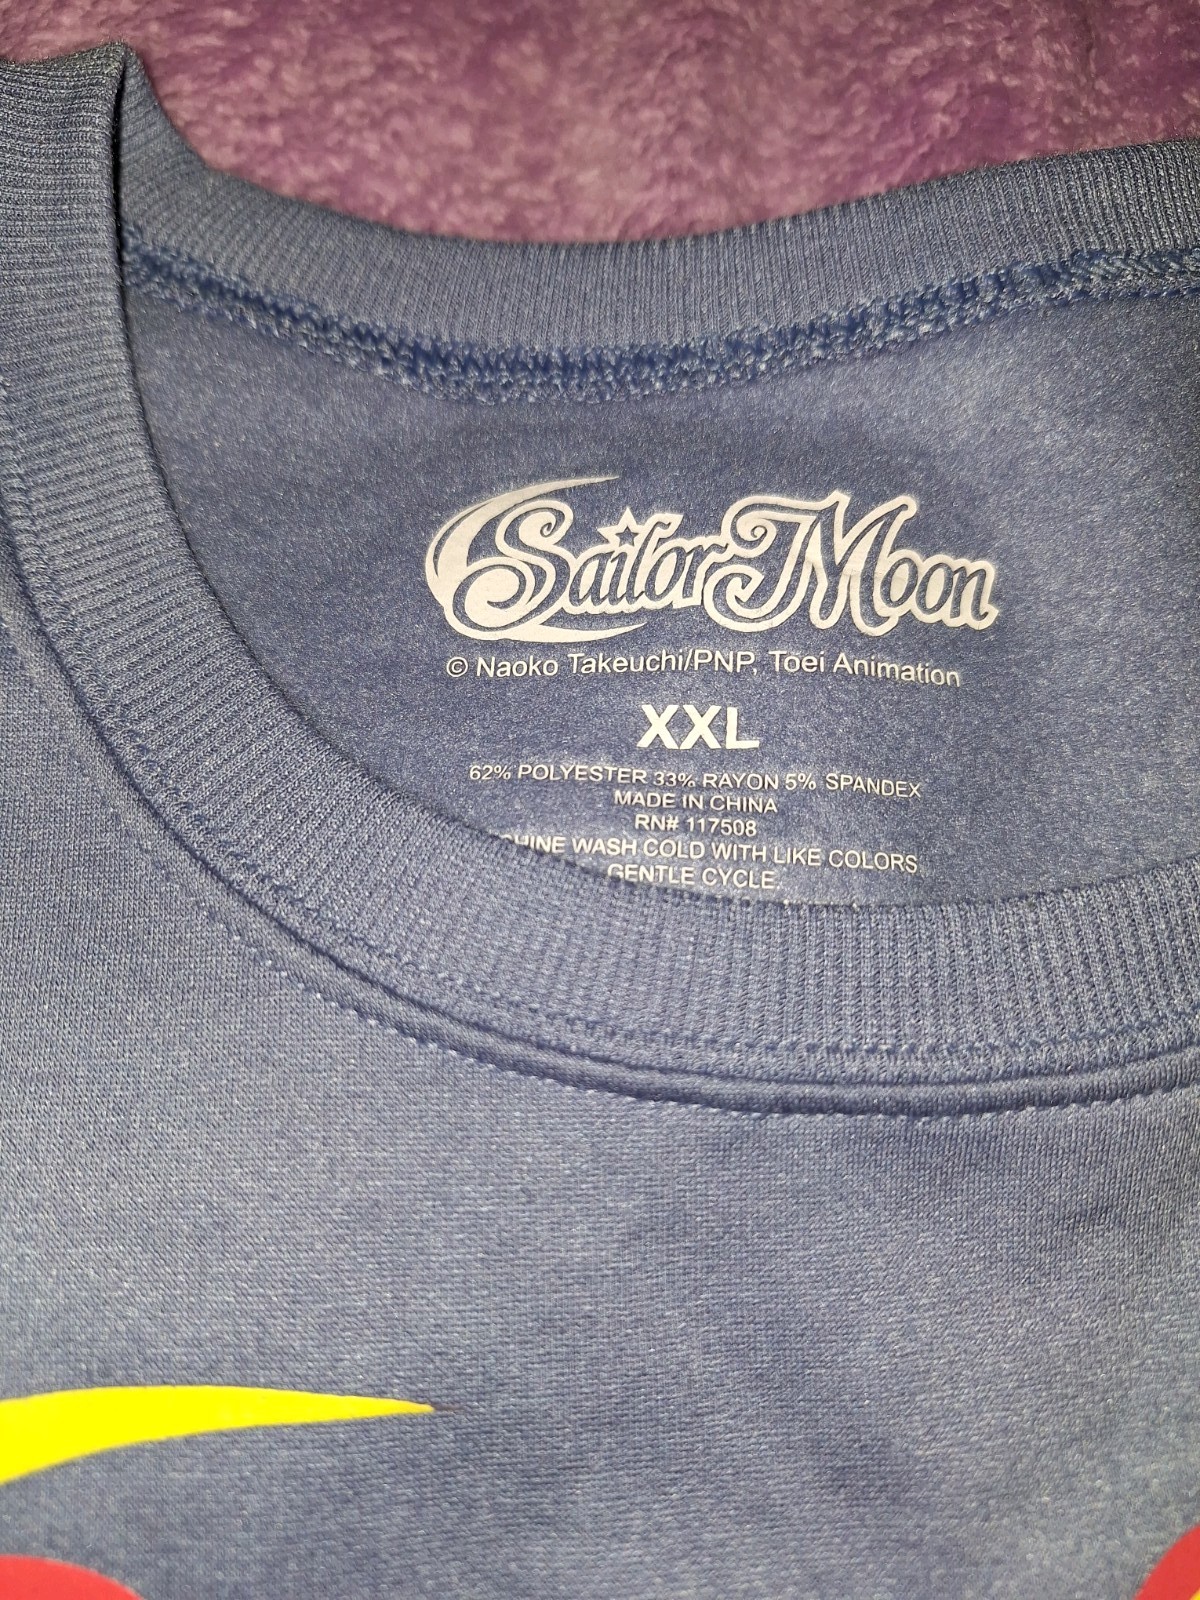 Sailor Moon
© Naoko Takeuchi/PNP, Toei Animation
XXL
62% POLYESTER 33% RAYON 5% SPANDEX
MADE IN CHINA
RN# 117508
WASH COLD WITH LIKE COLORS
GENTLE CYCLE.